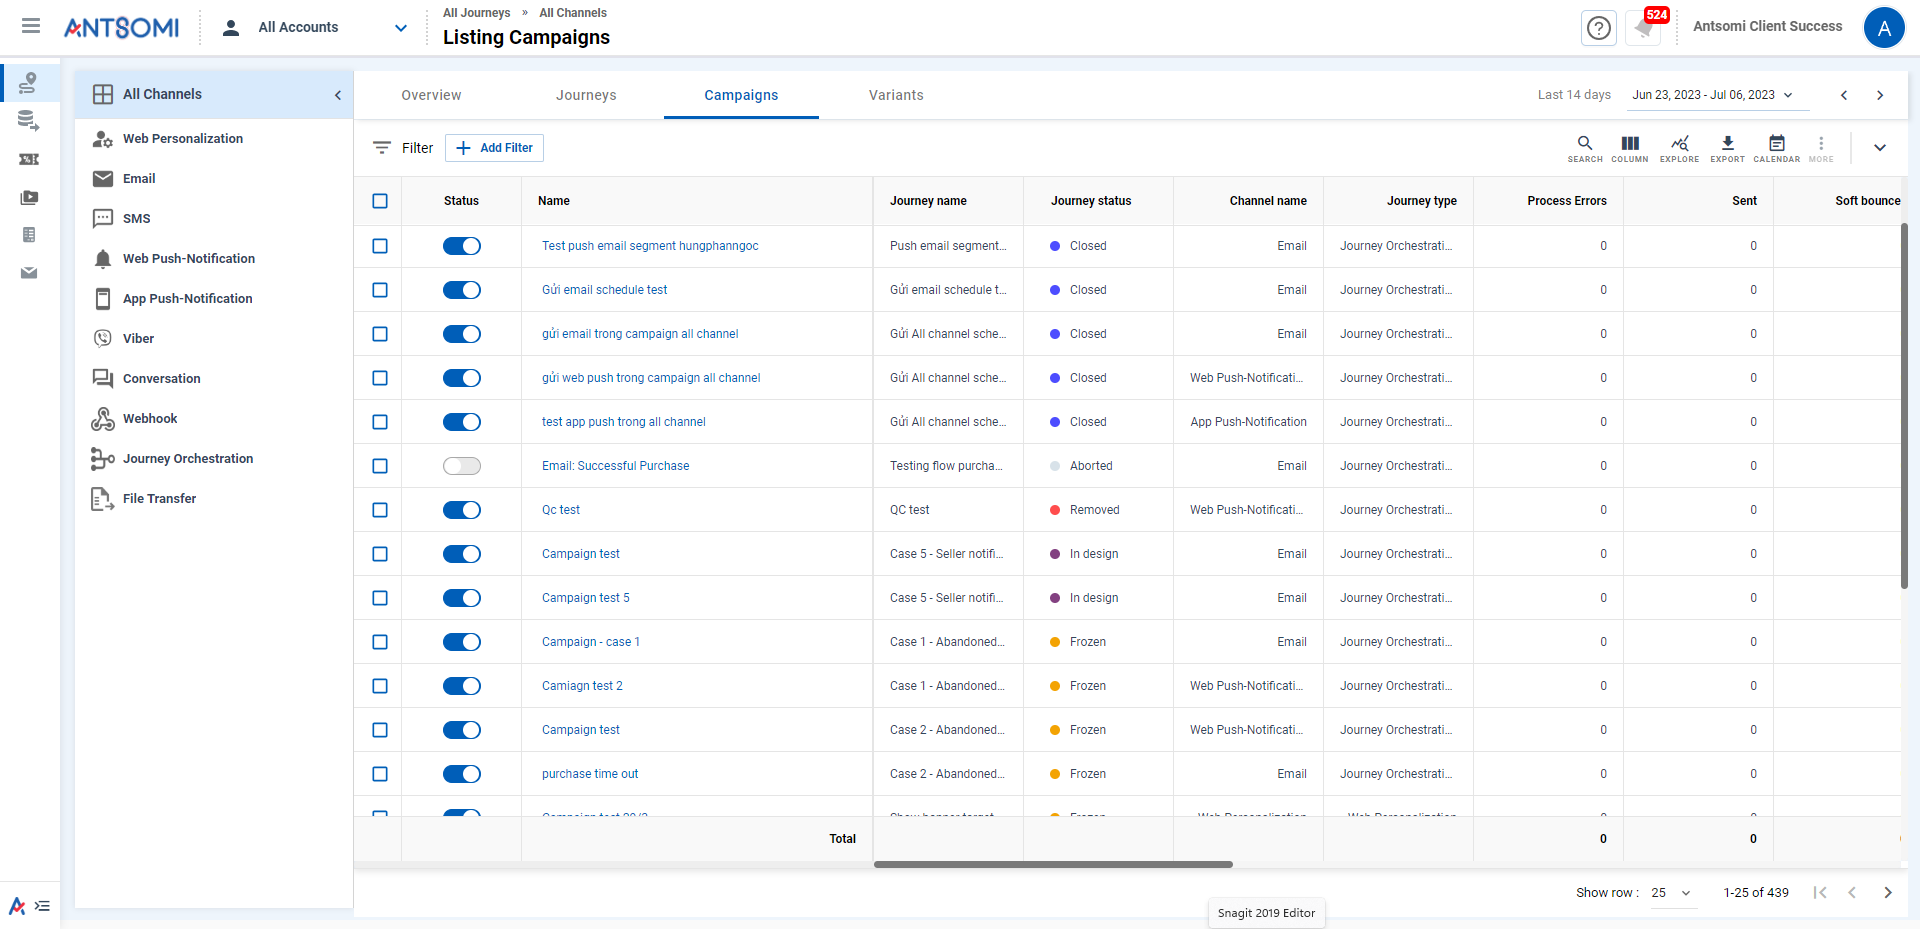 ANTSOMI
All Accounts
All Journeys » All Channels
Listing Campaigns
524
Antsomi Client Success
A
All Channels
Web Personalization
Email
SMS
Web Push-Notification
App Push-Notification
Viber
Conversation
Webhook
Journey Orchestration
File Transfer
Overview Journeys Campaigns Variants
Last 14 days Jun 23, 2023 - Jul 06, 2023
Filter Add Filter
SEARCH COLUMN EXPLORE EXPORT CALENDAR MORE
Status Name Journey name Journey status Channel name Journey type Process Errors Sent Soft bounce
Test push email segment hungphanngoc Push email segment... Closed Email Journey Orchestrati... 0 0
Gửi email schedule test Gửi email schedule t... Closed Email Journey Orchestrati... 0 0
gửi email trong campaign all channel Gửi All channel sche... Closed Email Journey Orchestrati... 0 0
gửi web push trong campaign all channel Gửi All channel sche... Closed Web Push-Notificati... Journey Orchestrati... 0 0
test app push trong all channel Gửi All channel sche... Closed App Push-Notification Journey Orchestrati... 0 0
Email: Successful Purchase Testing flow purcha... Aborted Email Journey Orchestrati... 0 0
Qc test QC test Removed Web Push-Notificati... Journey Orchestrati... 0 0
Campaign test Case 5 - Seller notifi... In design Email Journey Orchestrati... 0 0
Campaign test 5 Case 5 - Seller notifi... In design Email Journey Orchestrati... 0 0
Campaign - case 1 Case 1 - Abandoned... Frozen Email Journey Orchestrati... 0 0
Camiagn test 2 Case 1 - Abandoned... Frozen Web Push-Notificati... Journey Orchestrati... 0 0
Campaign test Case 2 - Abandoned... Frozen Web Push-Notificati... Journey Orchestrati... 0 0
purchase time out Case 2 - Abandoned... Frozen Email Journey Orchestrati... 0 0
Total 0 0
Show row : 25 1-25 of 439
Snagit 2019 Editor